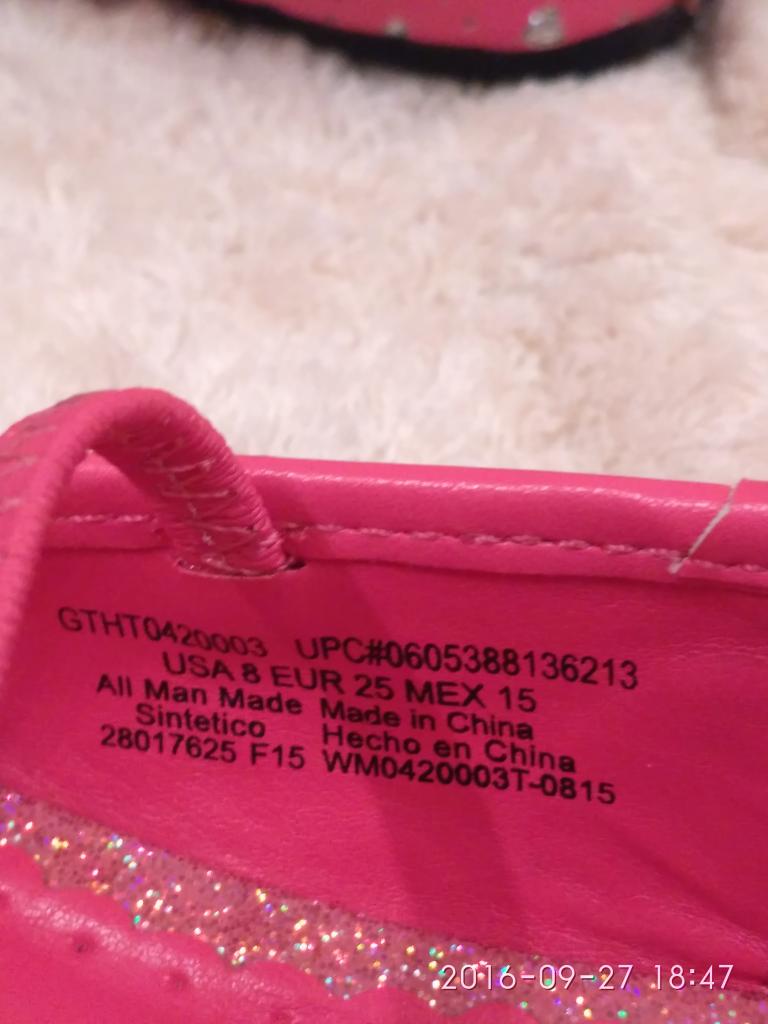 GTHT0420003 UPC#0605388136213
USA 8 EUR 25 MEX 15
All Man Made Made in China
Sintetico Hecho en China
28017625 F15 WM0420003T-0815
2016-09-27 18:47